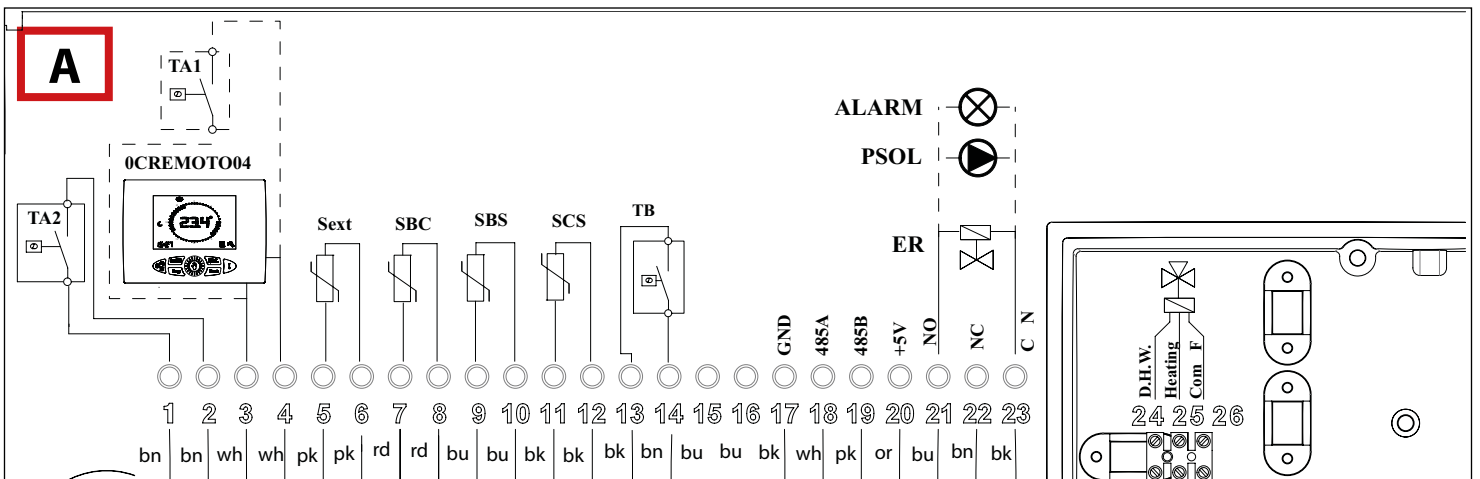 A
TA1
0CREMOTO04
TA2
23.4
Sext
SBC
SBS
SCS
TB
ALARM
PSOL
ER
GND
485A
485B
+5V
NO
NC
C N
D.H.W.
Heating
Com F
1 2 3 4 5 6 7 8 9 10 11 12 13 14 15 16 17 18 19 20 21 22 23
24 25 26
bn bn wh wh pk pk rd rd bu bu bk bk bk bn bu bu bk wh pk or bu bn bk